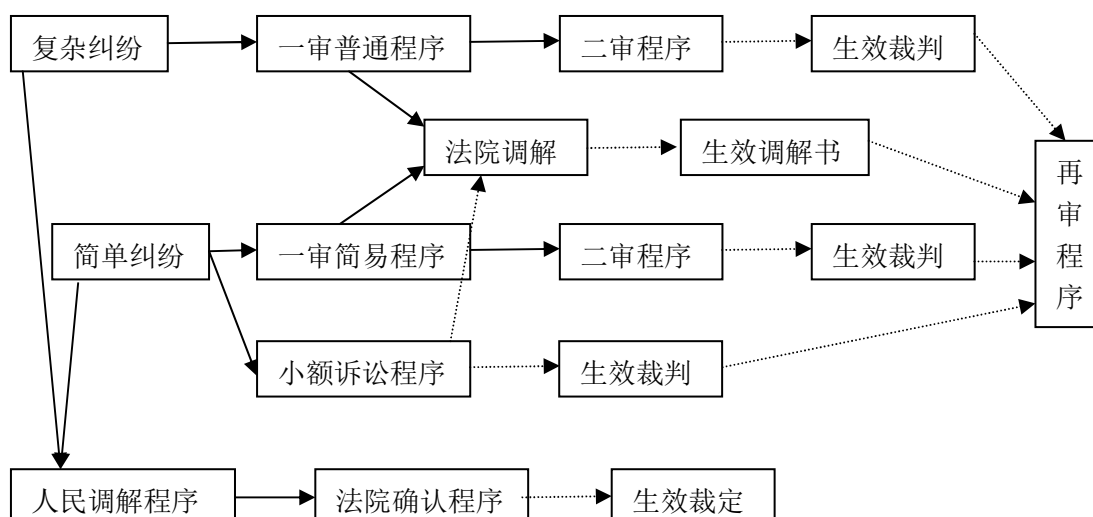 复杂纠纷
一审普通程序
二审程序
生效裁判
法院调解
生效调解书
再审程序
简单纠纷
一审简易程序
二审程序
生效裁判
小额诉讼程序
生效裁判
人民调解程序
法院确认程序
生效裁定